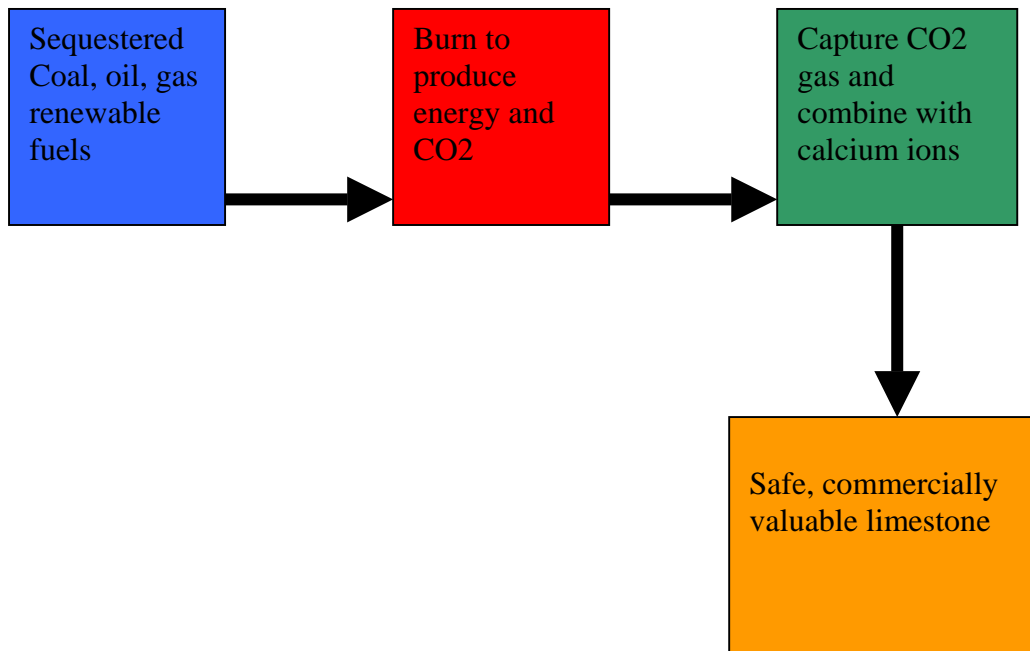 Sequestered
Coal, oil, gas
renewable
fuels
Burn to
produce
energy and
CO2
Capture CO2
gas and
combine with
calcium ions
Safe, commercially
valuable limestone